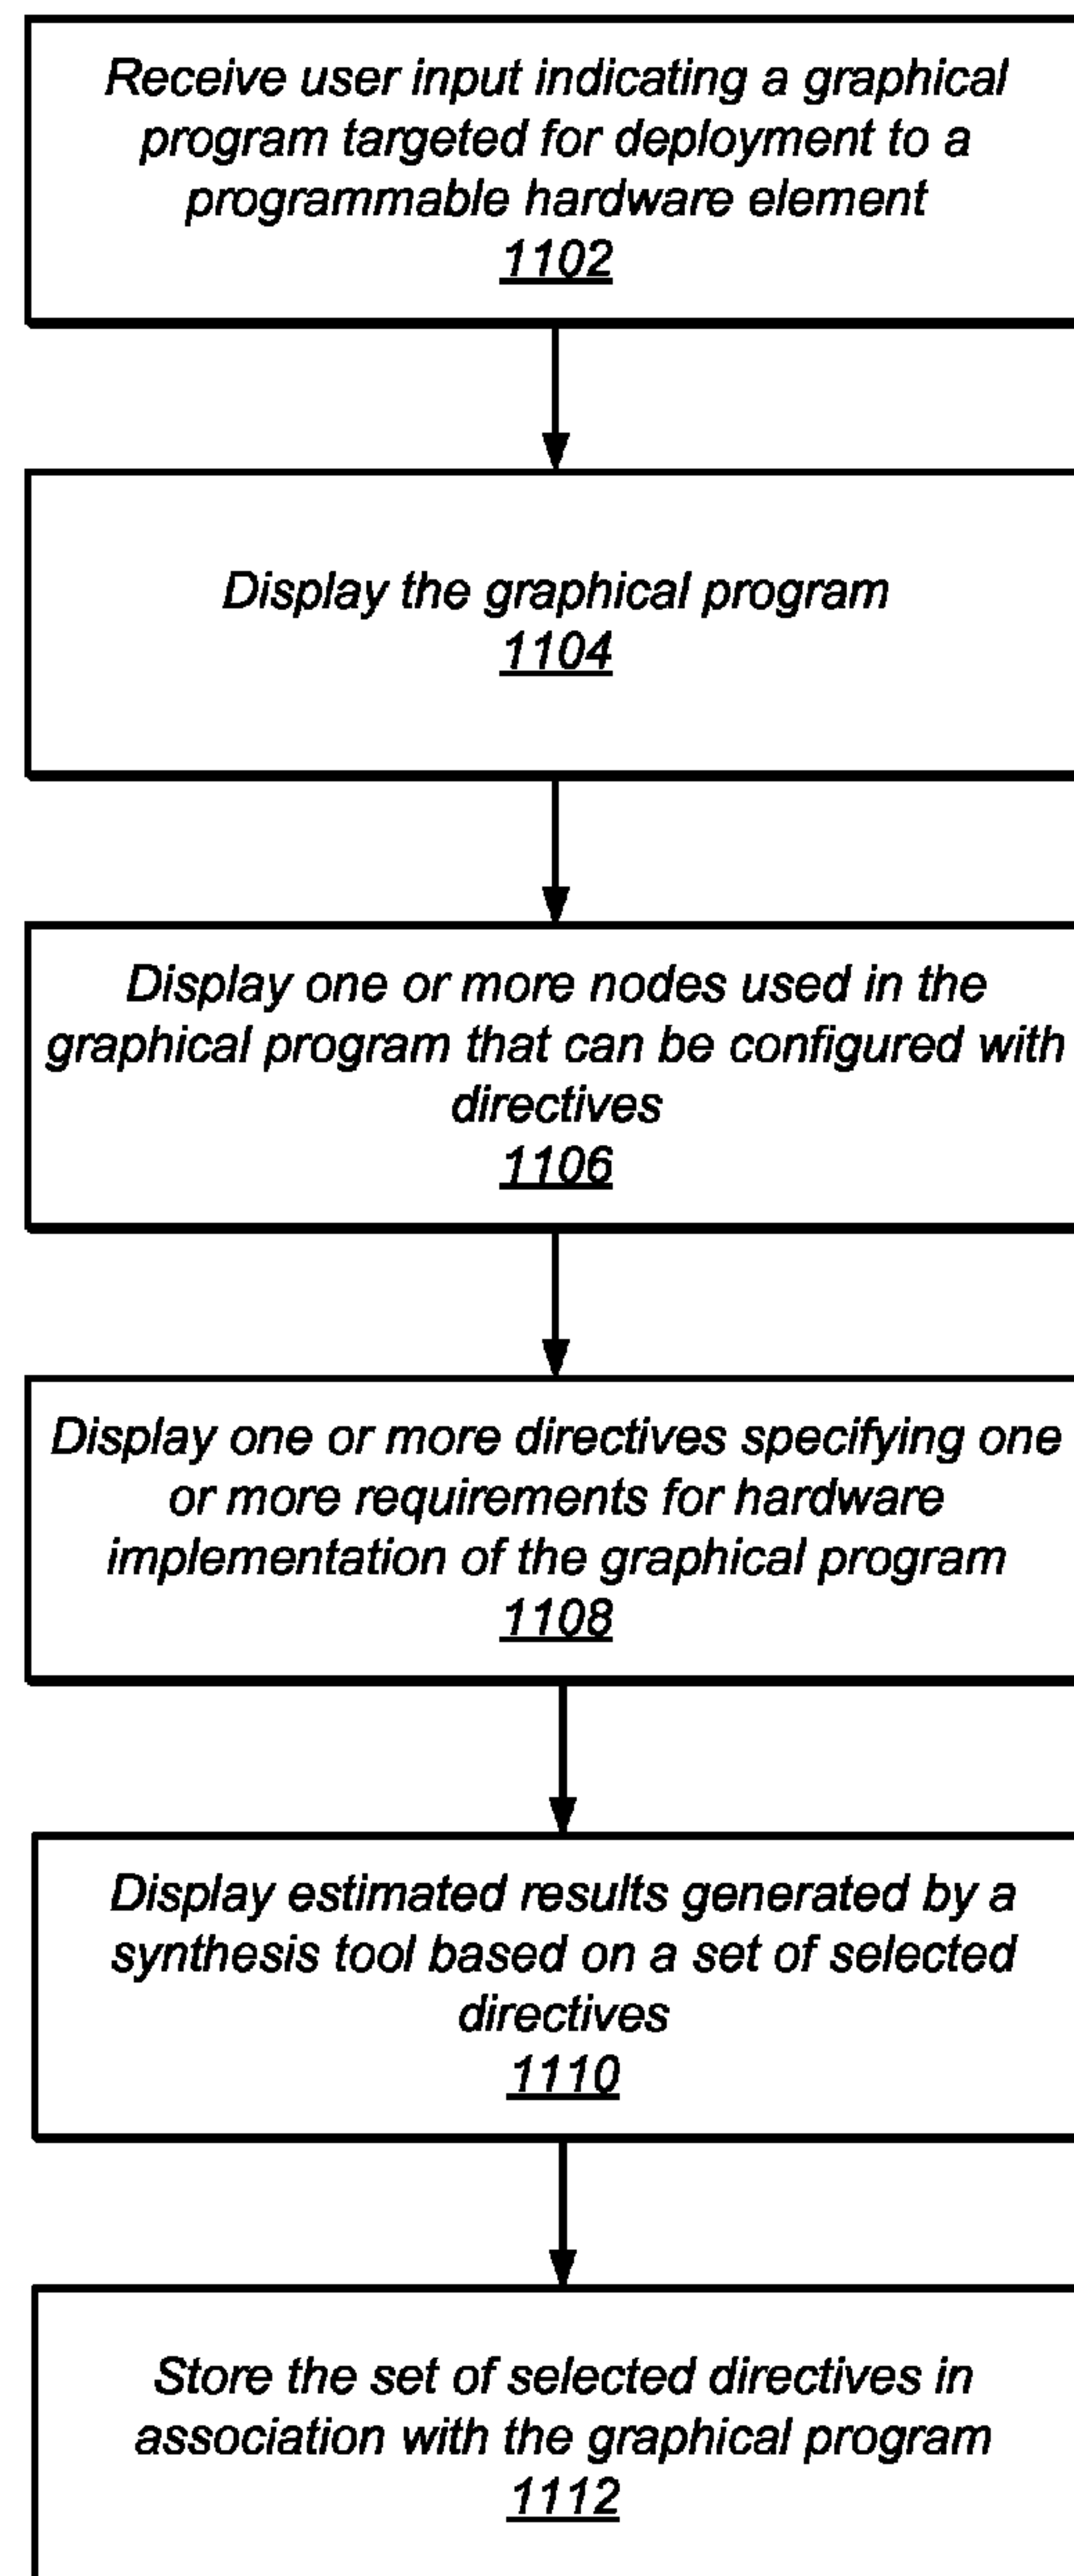 Receive user input indicating a graphical
program targeted for deployment to a
programmable hardware element
1102
Display the graphical program
1104
Display one or more nodes used in the
graphical program that can be configured with
directives
1106
Display one or more directives specifying one
or more requirements for hardware
implementation of the graphical program
1108
Display estimated results generated by a
synthesis tool based on a set of selected
directives
1110
Store the set of selected directives in
association with the graphical program
1112